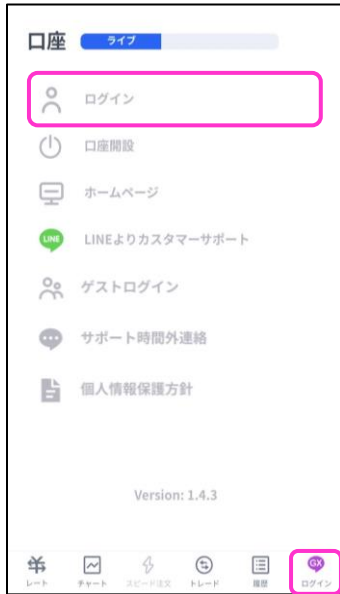 口座 ライブ
ログイン
口座開設
ホームページ
LINE LINEよりカスタマーサポート
ゲストログイン
サポート時間外連絡
個人情報保護方針
Version: 1.4.3
GX
レート チャート スピード注文 トレード 履歴 ログイン